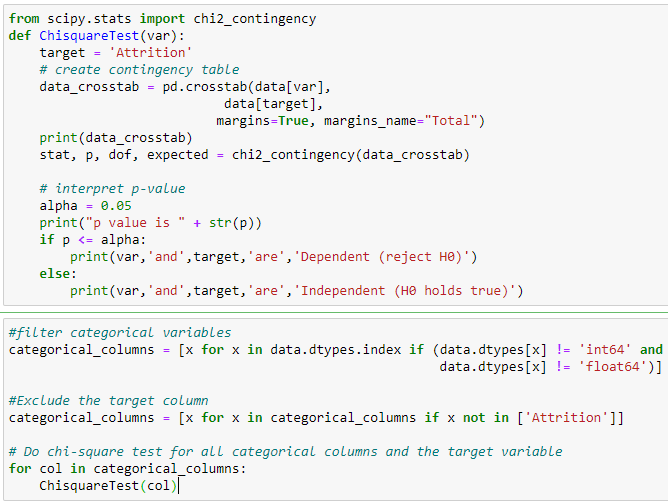 from scipy.stats import chi2_contingency
def ChisquareTest(var):
    target = 'Attrition'
    # create contingency table
    data_crosstab = pd.crosstab(data[var],
                            data[target],
                           margins=True, margins_name="Total")
    print(data_crosstab)
    stat, p, dof, expected = chi2_contingency(data_crosstab)

    # interpret p-value
    alpha = 0.05
    print("p value is " + str(p))
    if p <= alpha:
        print(var,'and',target,'are','Dependent (reject H0)')
    else:
        print(var,'and',target,'are','Independent (H0 holds true)')

#filter categorical variables
categorical_columns = [x for x in data.dtypes.index if (data.dtypes[x] != 'int64' and
                                                        data.dtypes[x] != 'float64')]

#Exclude the target column
categorical_columns = [x for x in categorical_columns if x not in ['Attrition']]

# Do chi-square test for all categorical columns and the target variable
for col in categorical_columns:
    ChisquareTest(col)